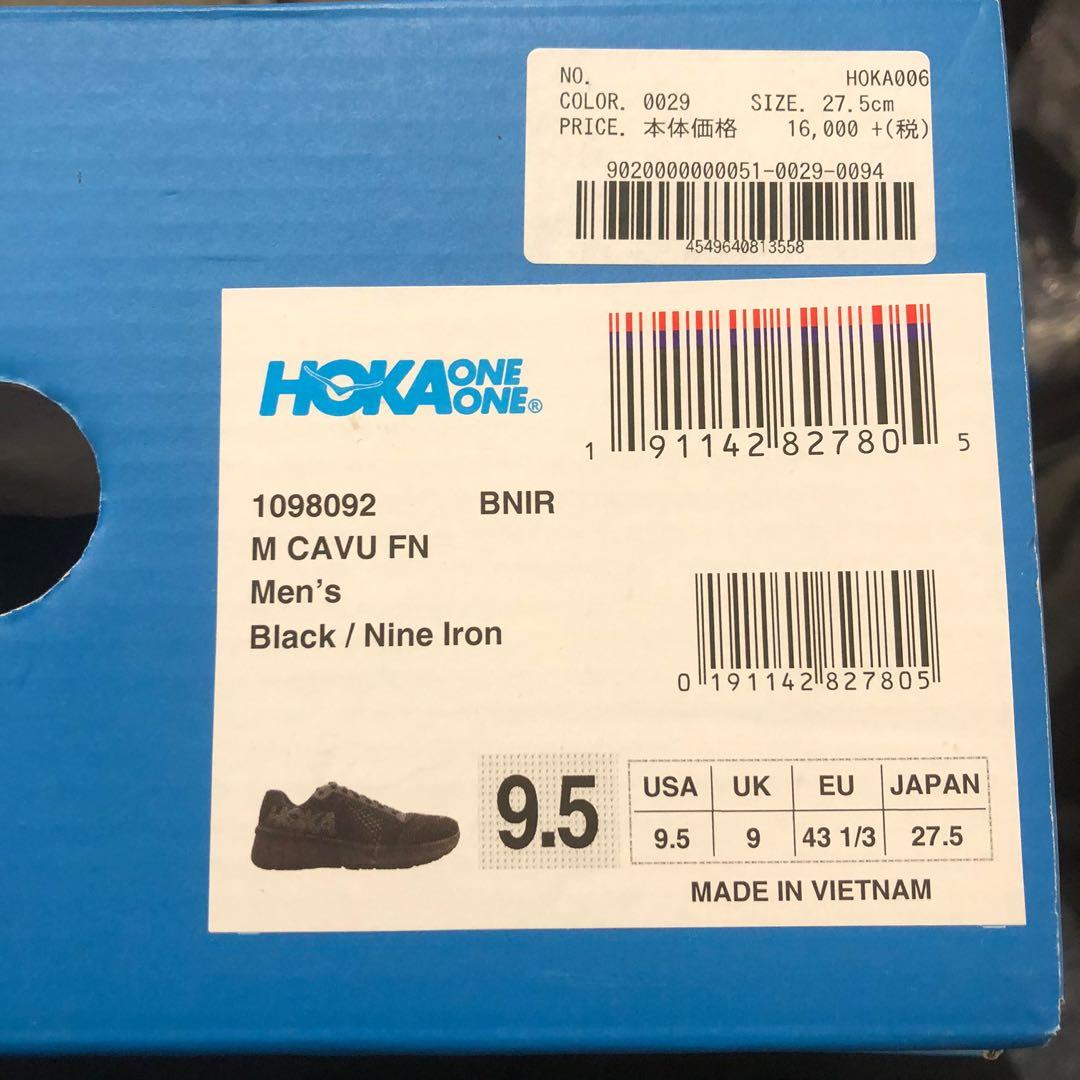 NO. HOKA006
COLOR. 0029 SIZE. 27.5cm
PRICE. 本体価格 16,000 +(税)
9020000000051-0029-0094
4549640813558
HOKA ONE ONE®
1 91142 82780 5
1098092 BNIR
M CAVU FN
Men's
Black / Nine Iron
0 191142 827805
HOKA
9.5
USA UK EU JAPAN
9.5 9 43 1/3 27.5
MADE IN VIETNAM